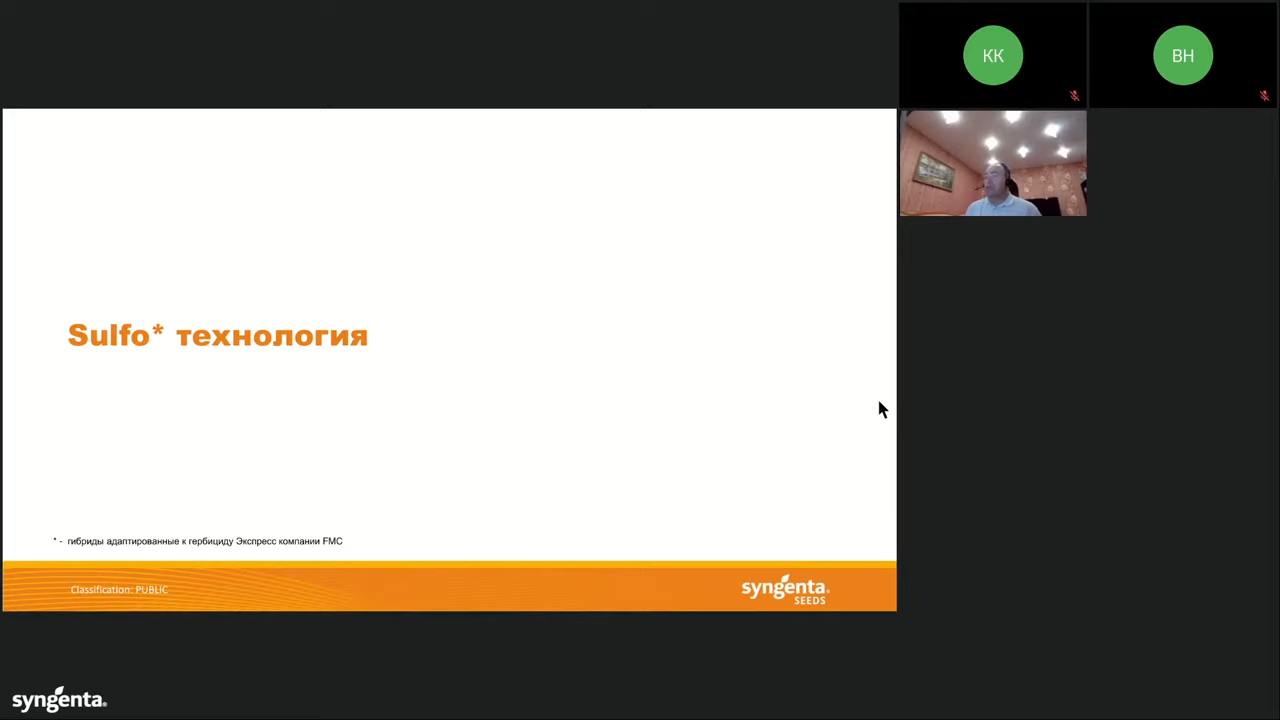 КК
ВН
Sulfo* технология
* - гибриды адаптированные к гербициду Экспресс компании FMC
Classification: PUBLIC
syngenta®
SEEDS
syngenta®